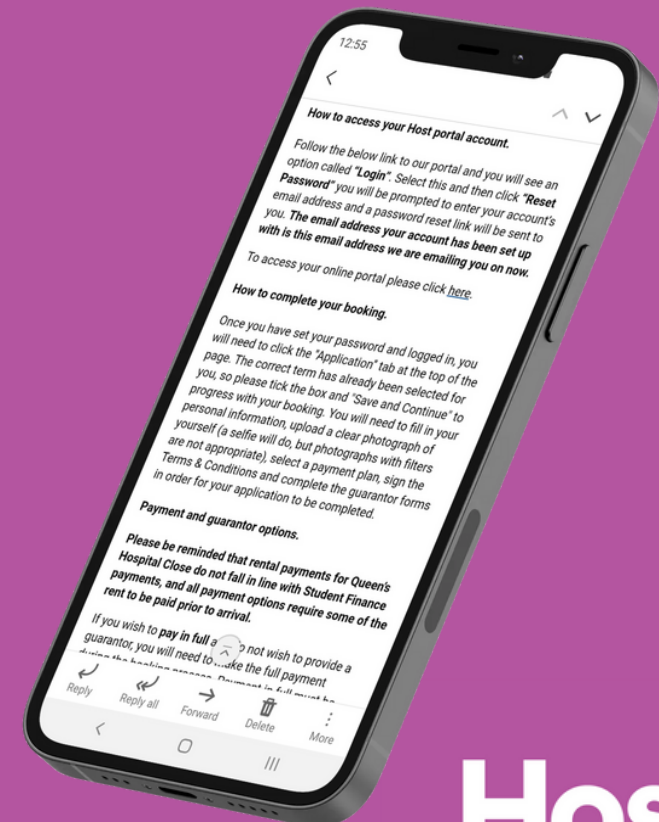 12:55
How to access your Host portal account.
Follow the below link to our portal and you will see an
option called "Login". Select this and then click "Reset
Password" you will be prompted to enter your account's
email address and a password reset link will be sent to
you. The email address your account has been set up
with is this email address we are emailing you on now.
To access your online portal please click here.
How to complete your booking.
Once you have set your password and logged in, you
will need to click the "Application" tab at the top of the
page. The correct term has already been selected for
you, so please tick the box and "Save and Continue" to
progress with your booking. You will need to fill in your
personal information, upload a clear photograph of
yourself (a selfie will do, but photographs with filters
are not appropriate), select a payment plan, sign the
Terms & Conditions and complete the guarantor forms
in order for your application to be completed.
Payment and guarantor options.
Please be reminded that rental payments for Queen's
Hospital Close do not fall in line with Student Finance
payments, and all payment options require some of the
rent to be paid prior to arrival.
If you wish to pay in full a not wish to provide a
guarantor, you will need to the full payment
during the booking process. Payment in full must be
Reply
Reply all
Forward
Delete
More
Hos